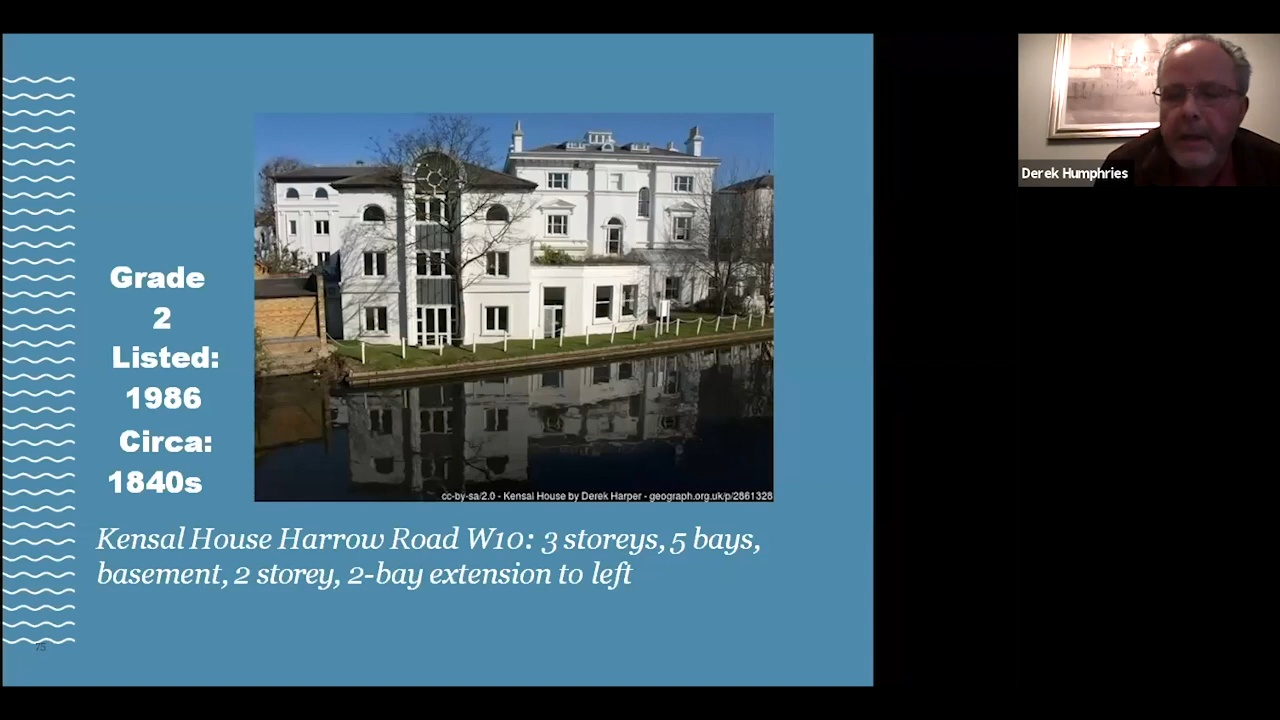 Grade
2
Listed:
1986
Circa:
1840s
cc-by-sa/2.0 - Kensal House by Derek Harper - geograph.org.uk/p/2861328
Kensal House Harrow Road W10: 3 storeys, 5 bays,
basement, 2 storey, 2-bay extension to left
75
Derek Humphries